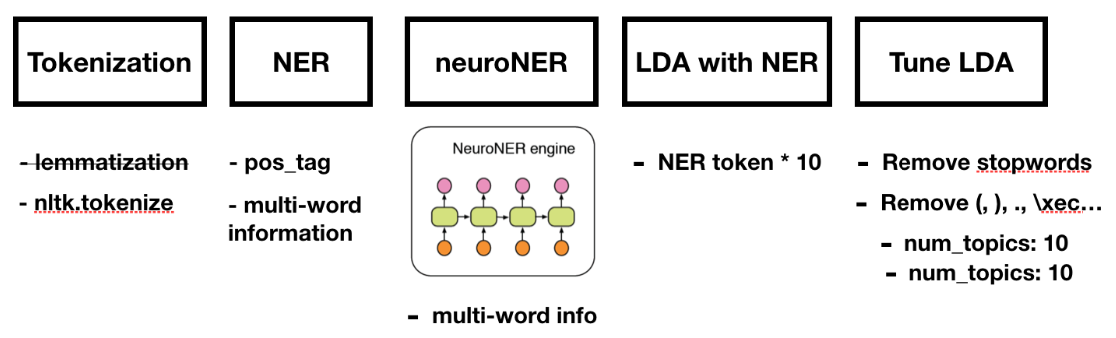 Tokenization
NER
neuroNER
LDA with NER
Tune LDA
- lemmatization
- nltk.tokenize
- pos_tag
- multi-word
information
NeuroNER engine
- multi-word info
- NER token * 10
- Remove stopwords
- Remove (, ), ., \xec…
- num_topics: 10
- num_topics: 10